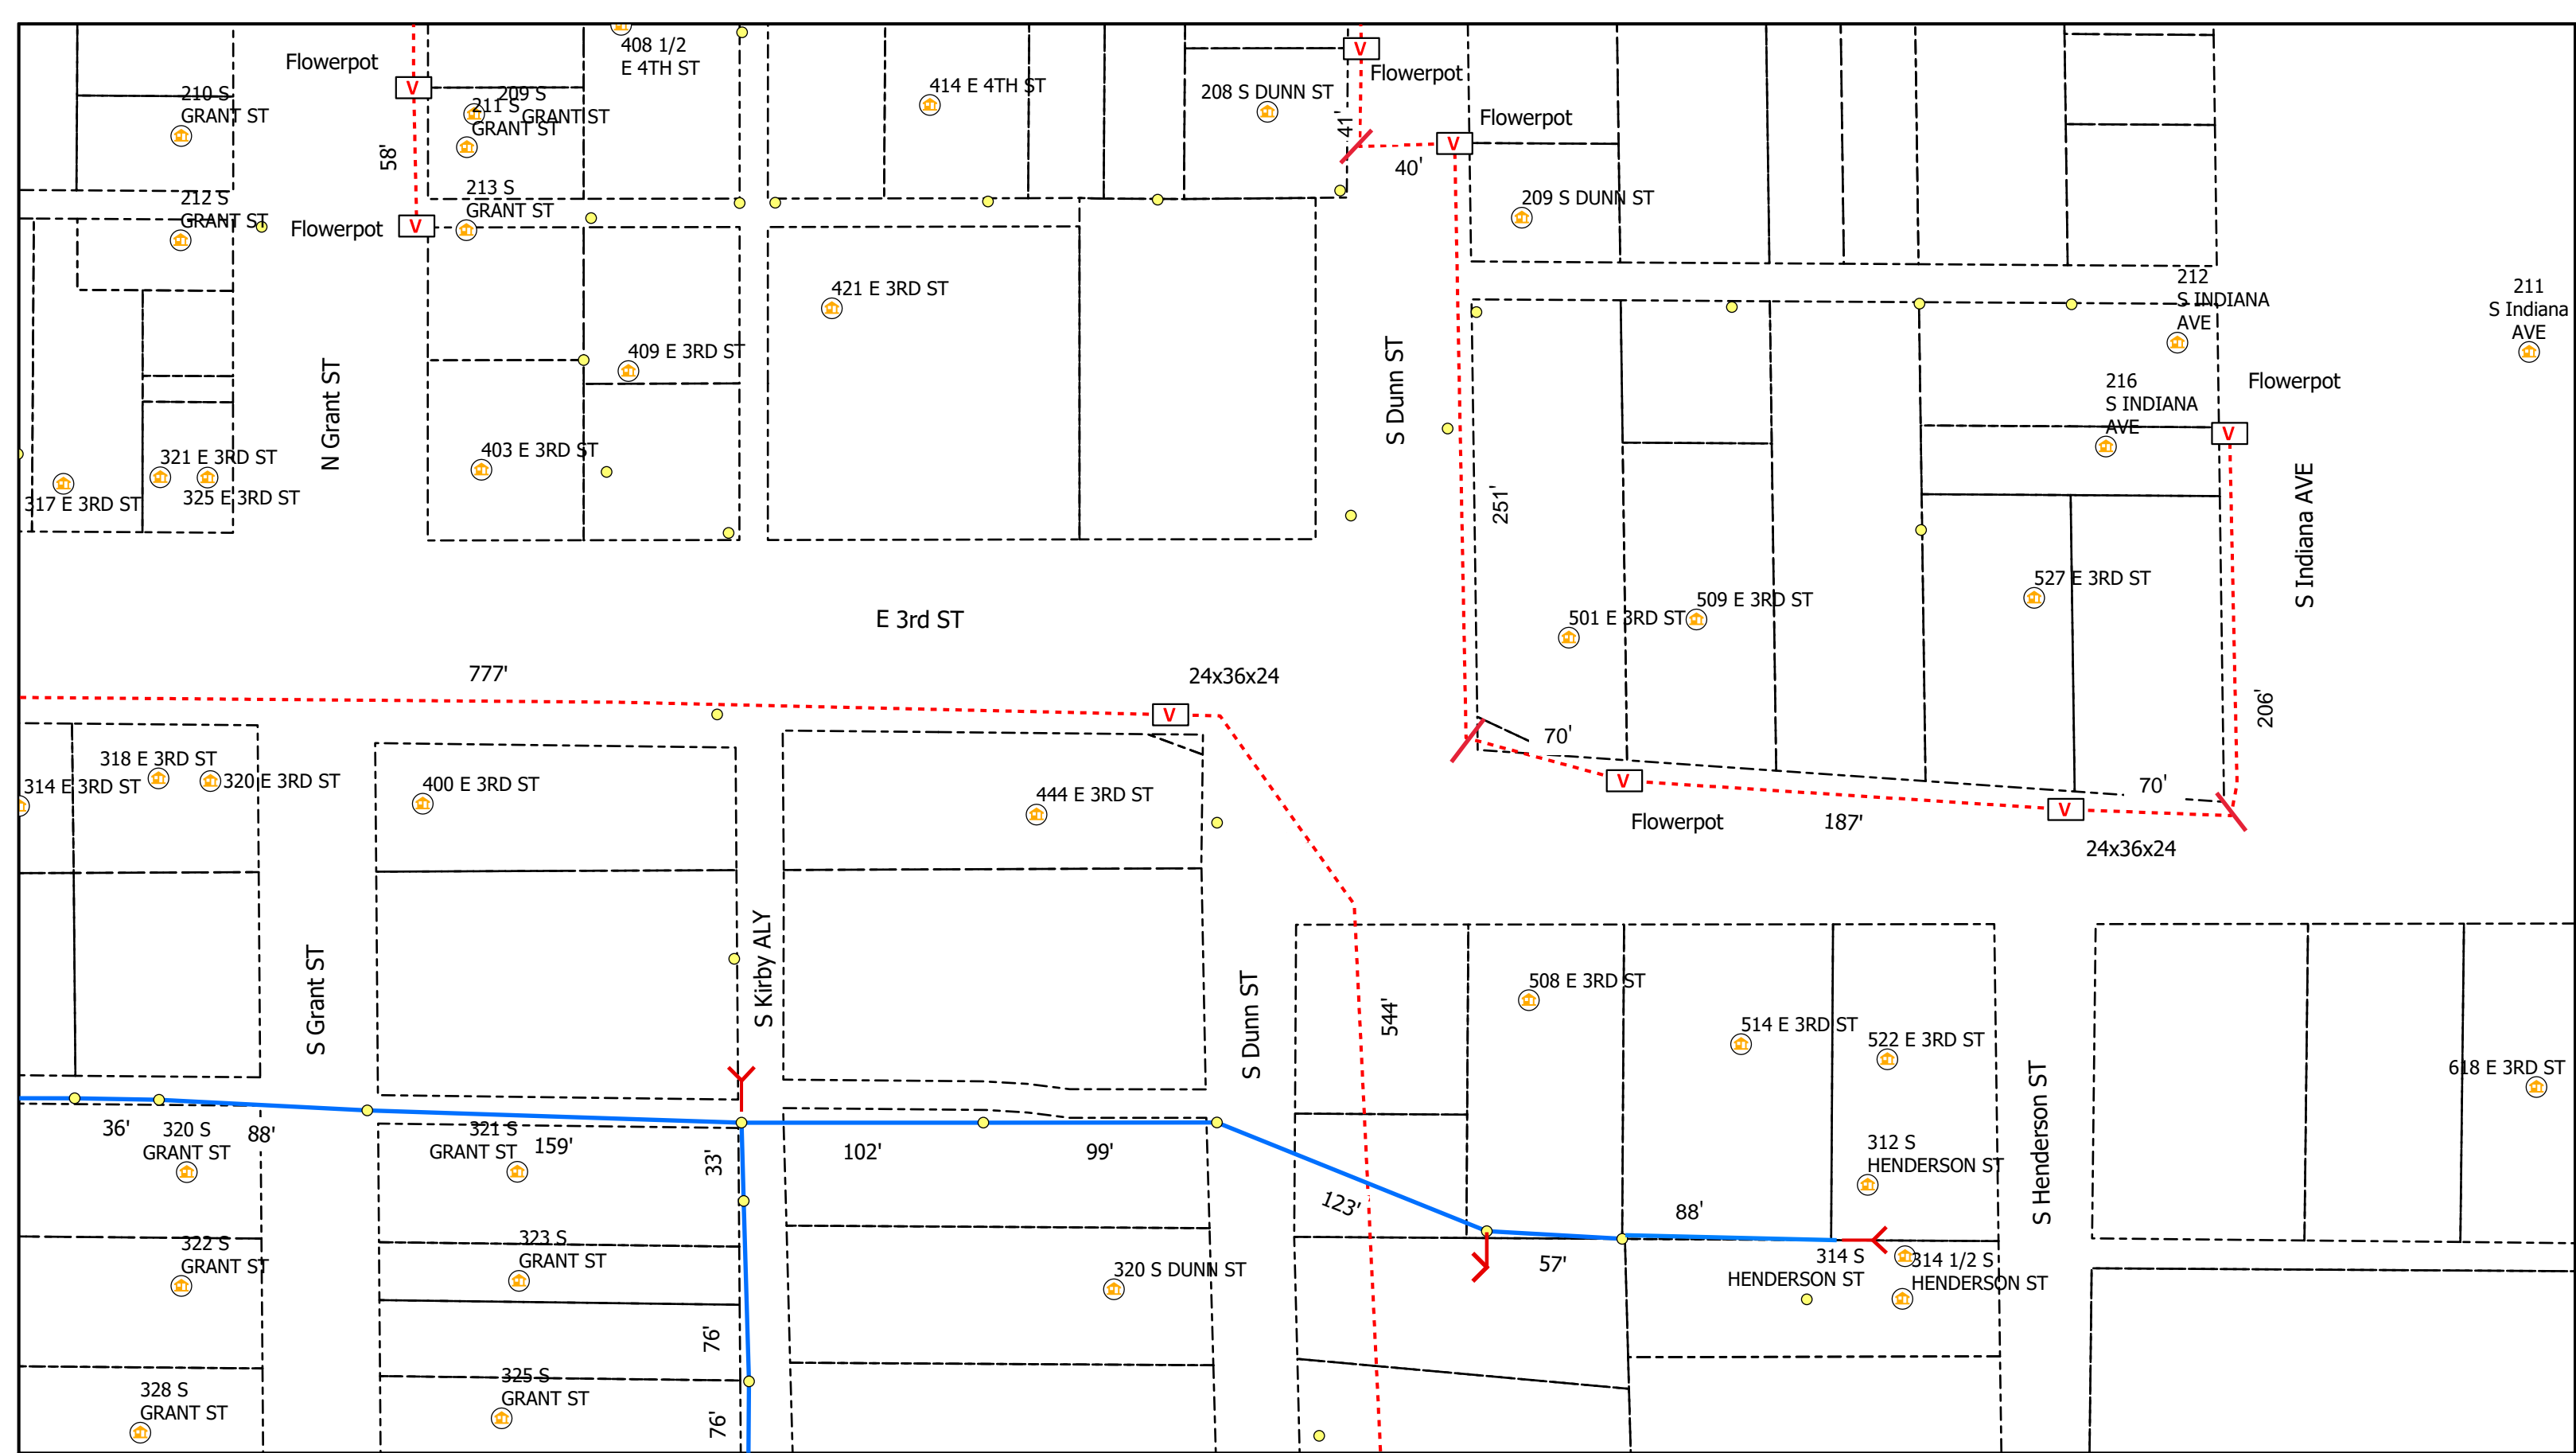 408 1/2
E 4TH ST
Flowerpot
V
V
Flowerpot
210 S
GRANT ST
209 S
GRANT ST
211 S
GRANT ST
414 E 4TH ST
208 S DUNN ST
41'
Flowerpot
V
40'
58'
213 S
GRANT ST
212 S
GRANT ST
Flowerpot
V
209 S DUNN ST
421 E 3RD ST
212
S INDIANA
AVE
211
S Indiana
AVE
409 E 3RD ST
N Grant ST
S Dunn ST
216
S INDIANA
AVE
Flowerpot
V
403 E 3RD ST
321 E 3RD ST
325 E 3RD ST
317 E 3RD ST
251'
S Indiana AVE
527 E 3RD ST
509 E 3RD ST
501 E 3RD ST
E 3rd ST
777'
24x36x24
V
206'
70'
318 E 3RD ST
314 E 3RD ST
320 E 3RD ST
400 E 3RD ST
444 E 3RD ST
V
Flowerpot
187'
V
70'
24x36x24
S Grant ST
S Kirby ALY
S Dunn ST
544'
508 E 3RD ST
514 E 3RD ST
522 E 3RD ST
618 E 3RD ST
S Henderson ST
36'
320 S
GRANT ST
88'
321 S
GRANT ST
159'
33'
102'
99'
123'
312 S
HENDERSON ST
88'
57'
322 S
GRANT ST
323 S
GRANT ST
320 S DUNN ST
314 S
HENDERSON ST
314 1/2 S
HENDERSON ST
76'
328 S
GRANT ST
325 S
GRANT ST
76'